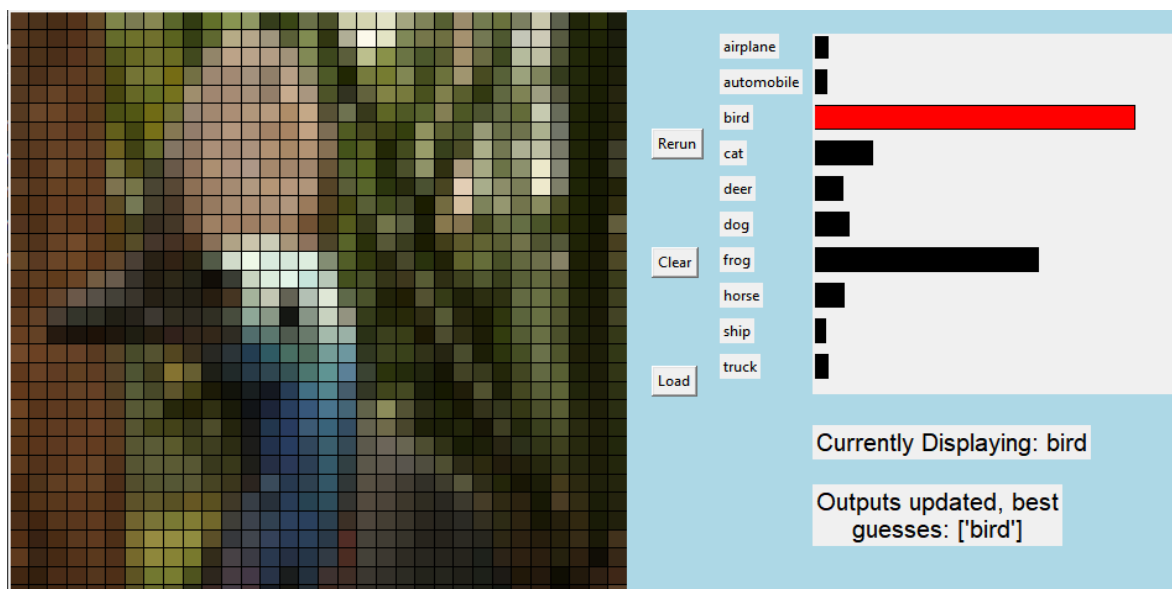 airplane
automobile
bird
Rerun
cat
deer
dog
Clear
frog
horse
ship
Load
truck
Currently Displaying: bird
Outputs updated, best
guesses: ['bird']